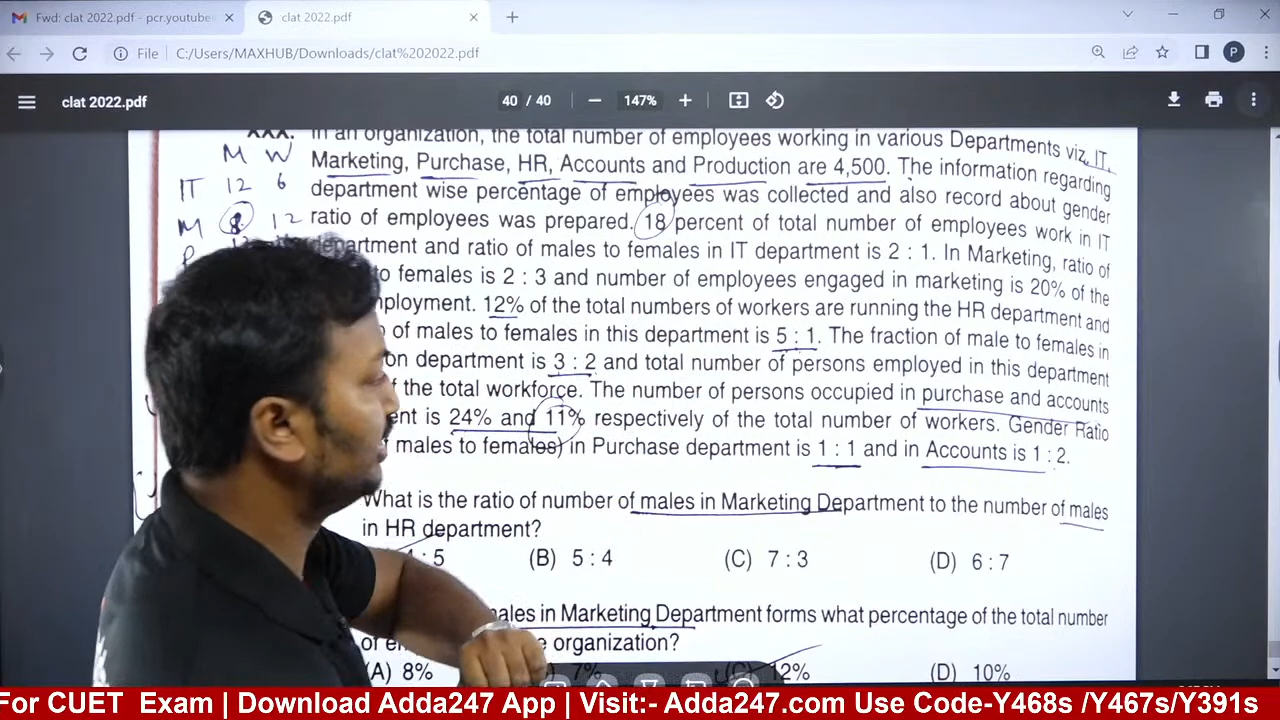 Fwd: clat 2022.pdf - pcr.youtube
clat 2022.pdf
File C:/Users/MAXHUB/Downloads/clat%202022.pdf
P
clat 2022.pdf
40 / 40
147%
XXX. In an organization, the total number of employees working in various Departments viz, IT,
M W
Marketing, Purchase, HR, Accounts and Production are 4,500. The information regarding
IT 12 6
department wise percentage of employees was collected and also record about gender
M 8 12
ratio of employees was prepared. 18 percent of total number of employees work in IT
P 12
department and ratio of males to females in IT department is 2 : 1. In Marketing, ratio of
to females is 2 : 3 and number of employees engaged in marketing is 20% of the
mployment. 12% of the total numbers of workers are running the HR department and
of males to females in this department is 5 : 1. The fraction of male to females in
on department is 3 : 2 and total number of persons employed in this department
f the total workforce. The number of persons occupied in purchase and accounts
ent is 24% and 11% respectively of the total number of workers. Gender Ratio
f males to females) in Purchase department is 1 : 1 and in Accounts is 1 : 2.
What is the ratio of number of males in Marketing Department to the number of males
in HR department?
4 : 5
(B) 5 : 4
(C) 7 : 3
(D) 6 : 7
ales in Marketing Department forms what percentage of the total number
of em e organization?
(A) 8%
7%
(C) 12%
(D) 10%
For CUET Exam | Download Adda247 App | Visit:- Adda247.com Use Code-Y468s /Y467s/Y391s